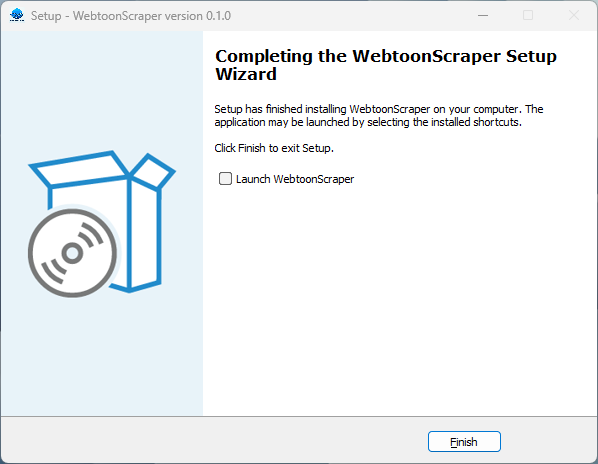 Setup - WebtoonScraper version 0.1.0
Completing the WebtoonScraper Setup
Wizard
Setup has finished installing WebtoonScraper on your computer. The
application may be launched by selecting the installed shortcuts.
Click Finish to exit Setup.
Launch WebtoonScraper
Finish